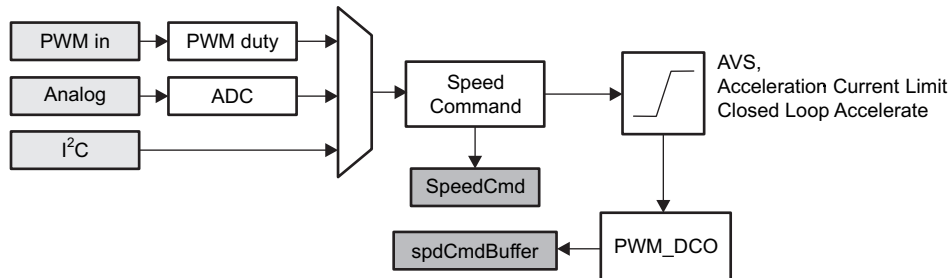 PWM in
PWM duty
Analog
ADC
I²C
Speed
Command
SpeedCmd
AVS,
Acceleration Current Limit
Closed Loop Accelerate
PWM_DCO
spdCmdBuffer